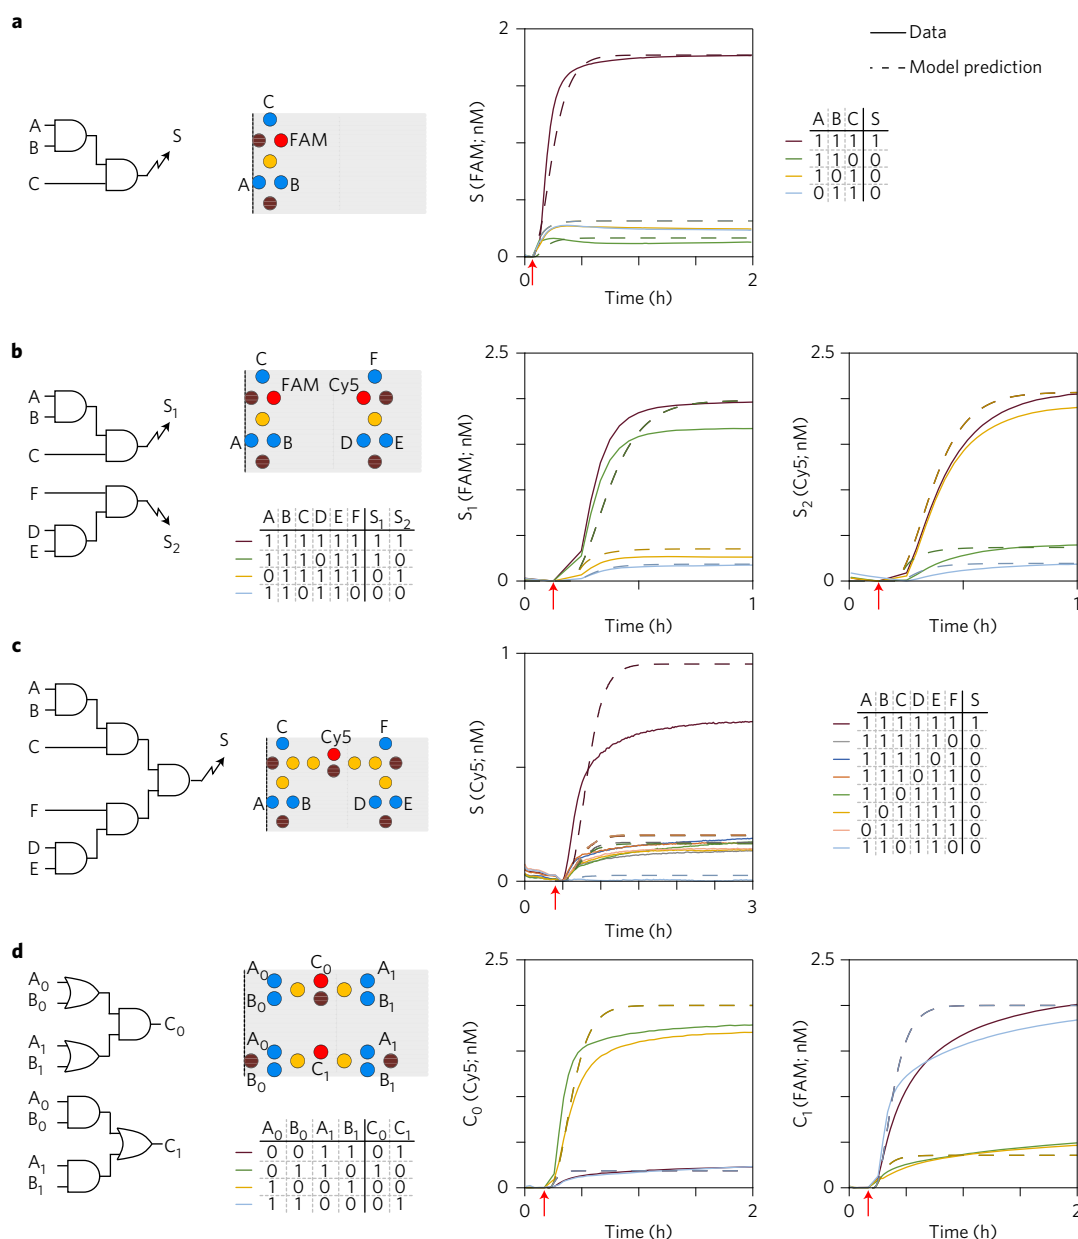 a
A
B
C
S
C
FAM
A
B
2
S (FAM; nM)
0
0
2
Time (h)
Data
Model prediction
A B C S
1 1 1 1
1 1 0 0
1 0 1 0
0 1 1 0
b
A
B
C
S1
F
D
E
S2
C
F
FAM
Cy5
A
B
D
E
A B C D E F S1 S2
1 1 1 1 1 1 1 1
1 1 1 0 1 1 1 0
0 1 1 1 1 1 0 1
1 1 0 1 1 0 0 0
2.5
S1 (FAM; nM)
0
0
1
Time (h)
2.5
S2 (Cy5; nM)
0
0
1
Time (h)
c
A
B
C
F
D
E
S
C
Cy5
F
A
B
D
E
1
S (Cy5; nM)
0
0
3
Time (h)
A B C D E F S
1 1 1 1 1 1 1
1 1 1 1 1 0 0
1 1 1 1 0 1 0
1 1 1 0 1 1 0
1 1 0 1 1 1 0
1 0 1 1 1 1 0
0 1 1 1 1 1 0
1 1 0 1 1 0 0
d
A0
B0
A1
B1
C0
A0
B0
A1
B1
C1
A0
C0
A1
B0
B1
A0
A1
B0
C1
B1
A0 B0 A1 B1 C0 C1
0 0 1 1 0 1
0 1 1 0 1 0
1 0 0 1 1 0
1 1 0 0 0 1
2.5
C0 (Cy5; nM)
0
0
2
Time (h)
2.5
C1 (FAM; nM)
0
0
2
Time (h)